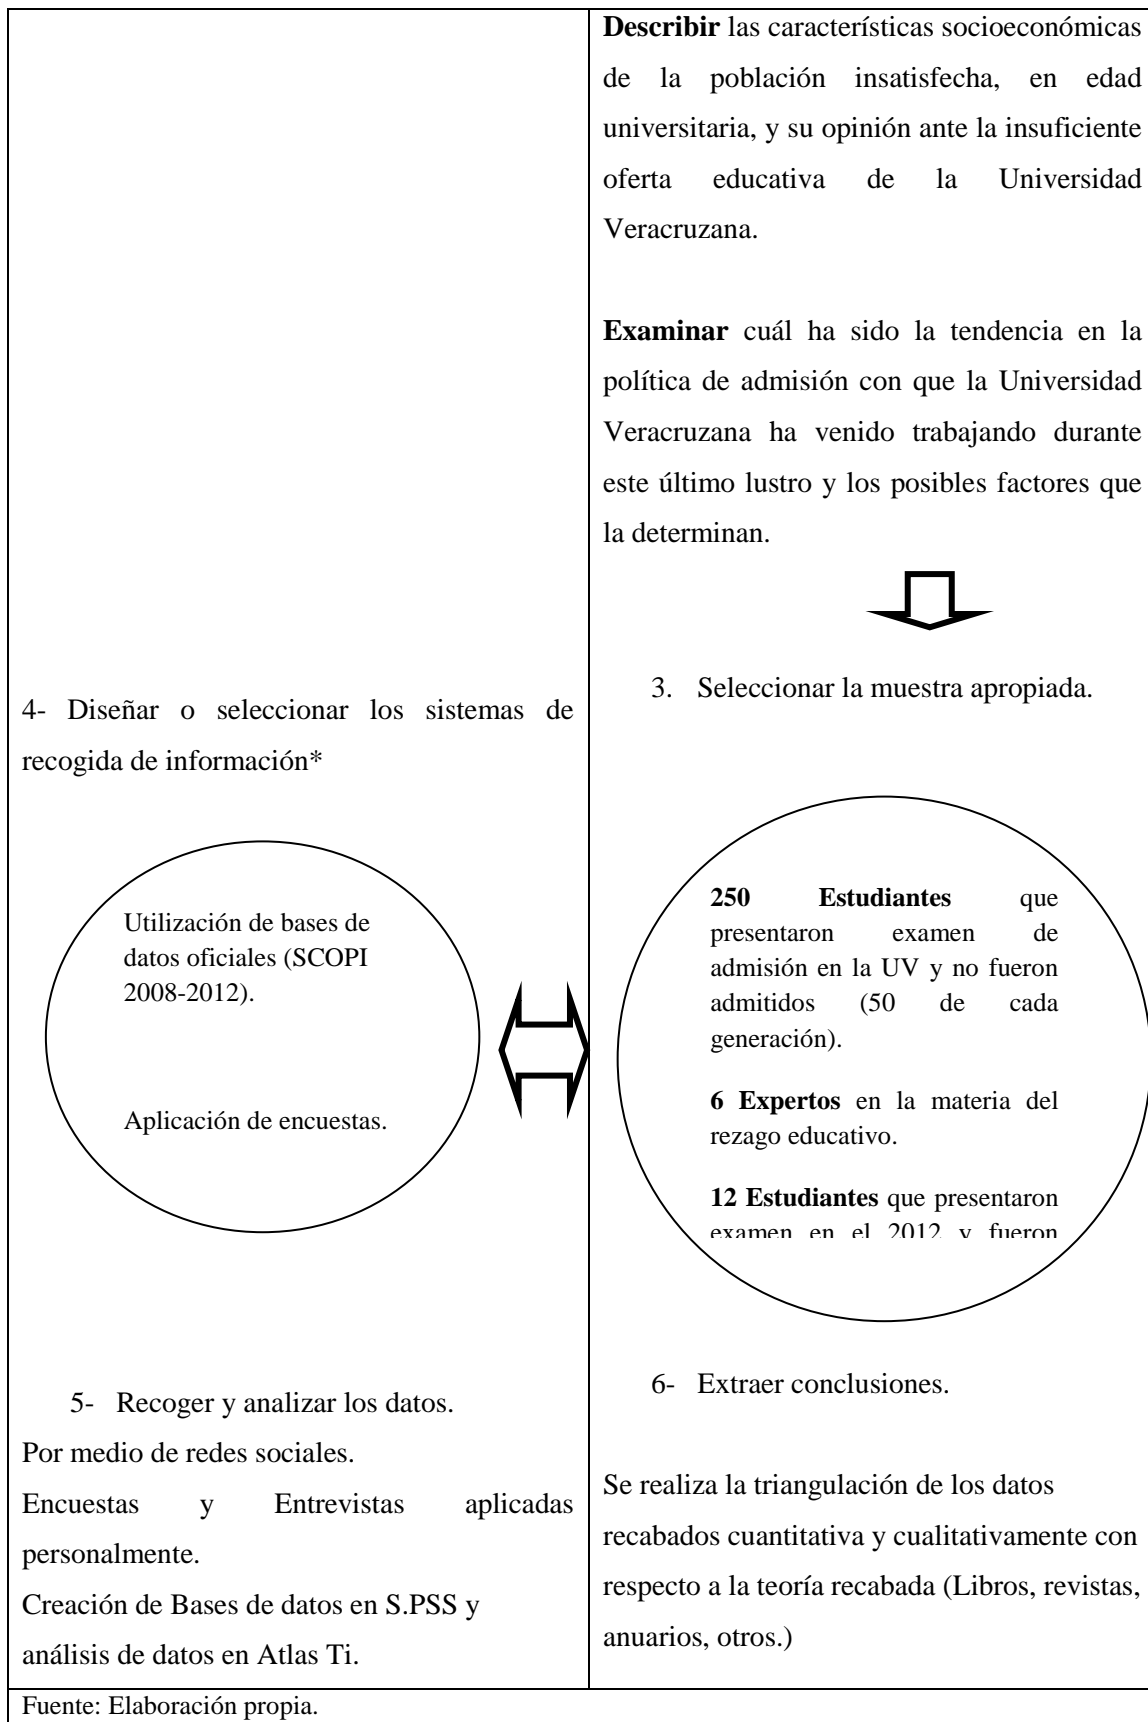 Describir las características socioeconómicas
de la población insatisfecha, en edad
universitaria, y su opinión ante la insuficiente
oferta educativa de la Universidad
Veracruzana.
Examinar cuál ha sido la tendencia en la
política de admisión con que la Universidad
Veracruzana ha venido trabajando durante
este último lustro y los posibles factores que
la determinan.
3. Seleccionar la muestra apropiada.
4- Diseñar o seleccionar los sistemas de
recogida de información*
Utilización de bases de
datos oficiales (SCOPI
2008-2012).
Aplicación de encuestas.
250 Estudiantes que
presentaron examen de
admisión en la UV y no fueron
admitidos (50 de cada
generación).
6 Expertos en la materia del
rezago educativo.
12 Estudiantes que presentaron
examen en el 2012 y fueron
5- Recoger y analizar los datos.
Por medio de redes sociales.
Encuestas y Entrevistas aplicadas
personalmente.
Creación de Bases de datos en S.PSS y
análisis de datos en Atlas Ti.
6- Extraer conclusiones.
Se realiza la triangulación de los datos
recabados cuantitativa y cualitativamente con
respecto a la teoría recabada (Libros, revistas,
anuarios, otros.)
Fuente: Elaboración propia.